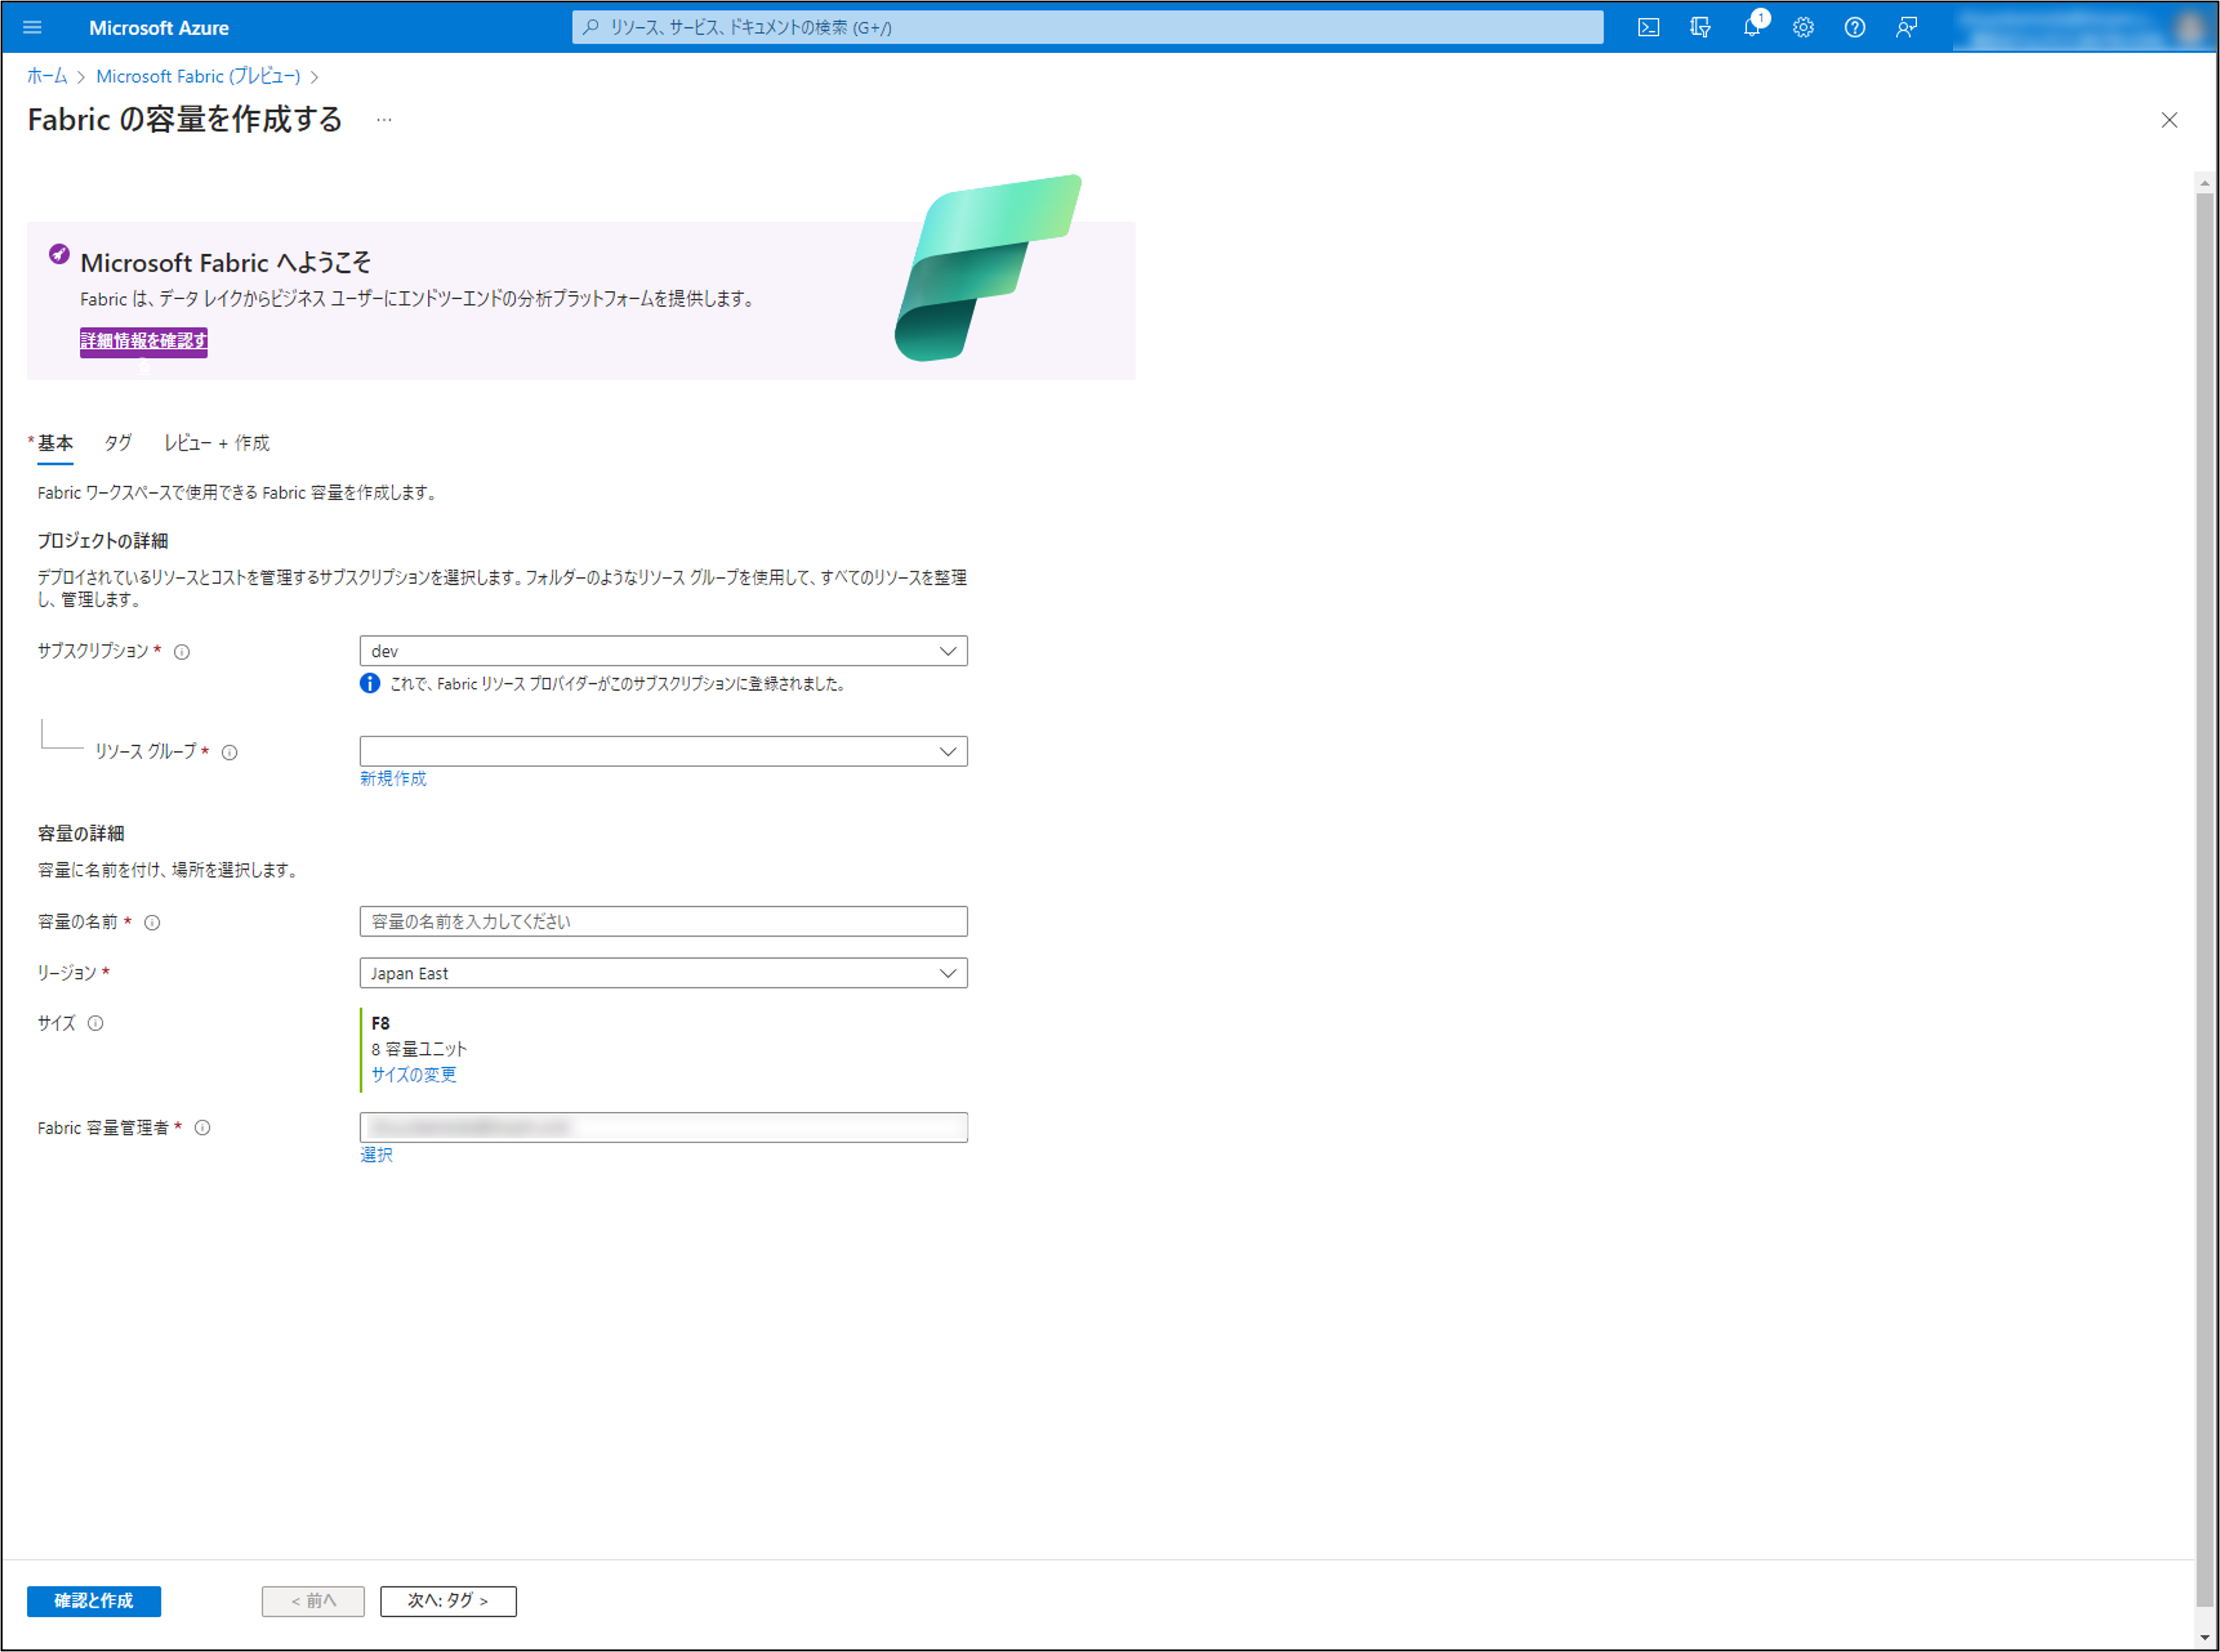 Microsoft Azure
リソース、サービス、ドキュメントの検索 (G+/)
1
ホーム > Microsoft Fabric (プレビュー) >
Fabric の容量を作成する ...
Microsoft Fabric へようこそ
Fabric は、データ レイクからビジネス ユーザーにエンドツーエンドの分析プラットフォームを提供します。
詳細情報を確認す
る
* 基本 タグ レビュー + 作成
Fabric ワークスペースで使用できる Fabric 容量を作成します。
プロジェクトの詳細
デプロイされているリソースとコストを管理するサブスクリプションを選択します。フォルダーのようなリソース グループを使用して、すべてのリソースを整理
し、管理します。
サブスクリプション *
dev
これで、Fabric リソース プロバイダーがこのサブスクリプションに登録されました。
リソース グループ *
新規作成
容量の詳細
容量に名前を付け、場所を選択します。
容量の名前 *
容量の名前を入力してください
リージョン *
Japan East
サイズ
F8
8 容量ユニット
サイズの変更
Fabric 容量管理者 *
選択
確認と作成
< 前へ
次へ: タグ >